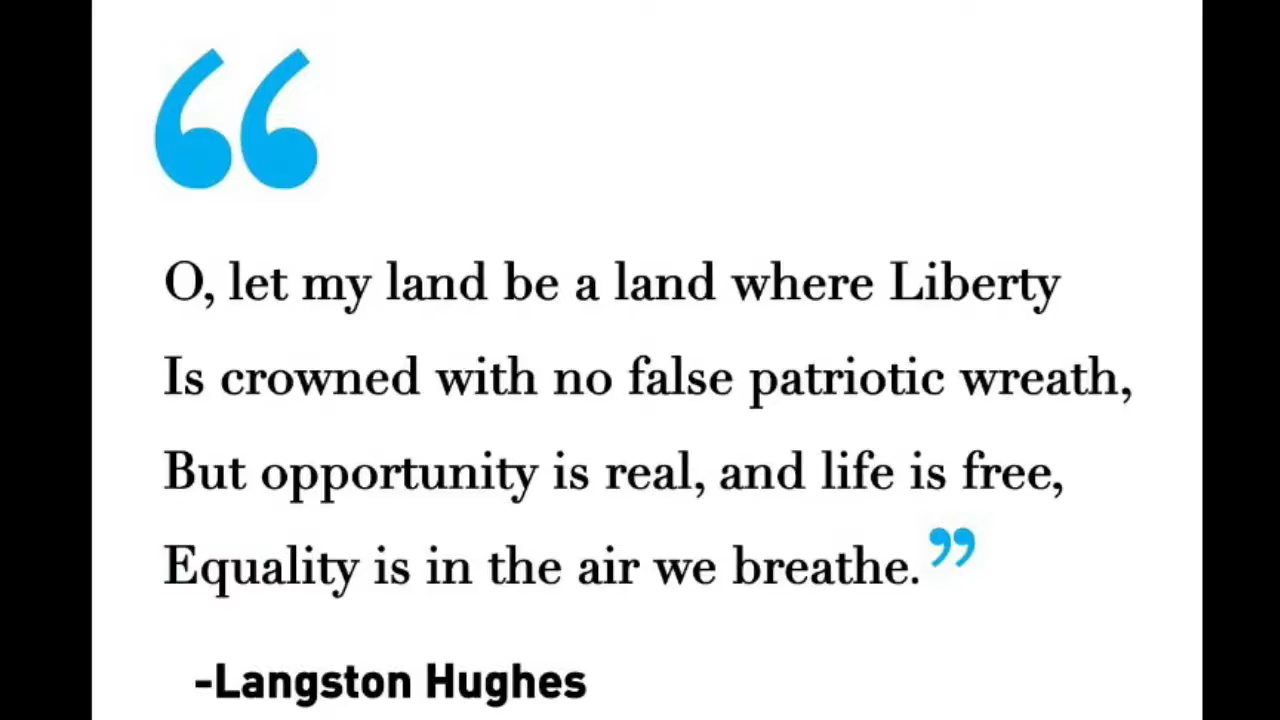 “
O, let my land be a land where Liberty
Is crowned with no false patriotic wreath,
But opportunity is real, and life is free,
Equality is in the air we breathe.”
-Langston Hughes